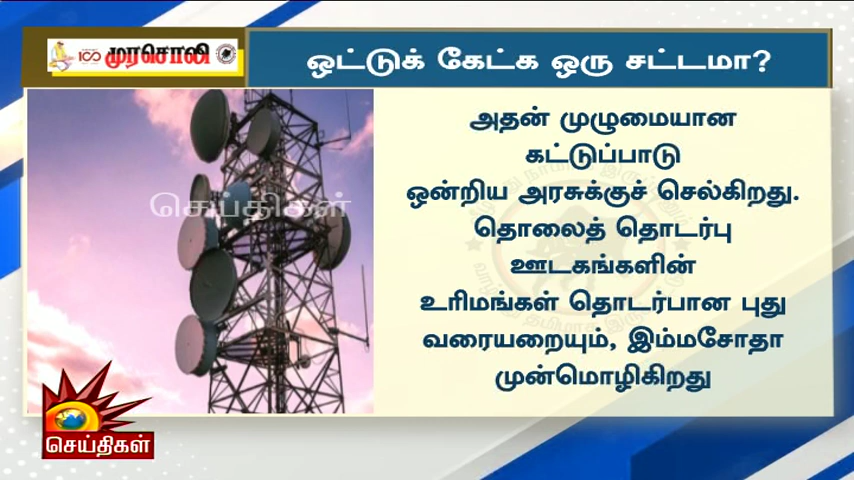 100 முரசொலி
ஒட்டுக் கேட்க ஒரு சட்டமா?
அதன் முழுமையான
கட்டுப்பாடு
ஒன்றிய அரசுக்குச் செல்கிறது.
தொலைத் தொடர்பு
ஊடகங்களின்
உரிமங்கள் தொடர்பான புது
வரையறையும், இம்மசோதா
முன்மொழிகிறது
செய்திகள்
செய்திகள்